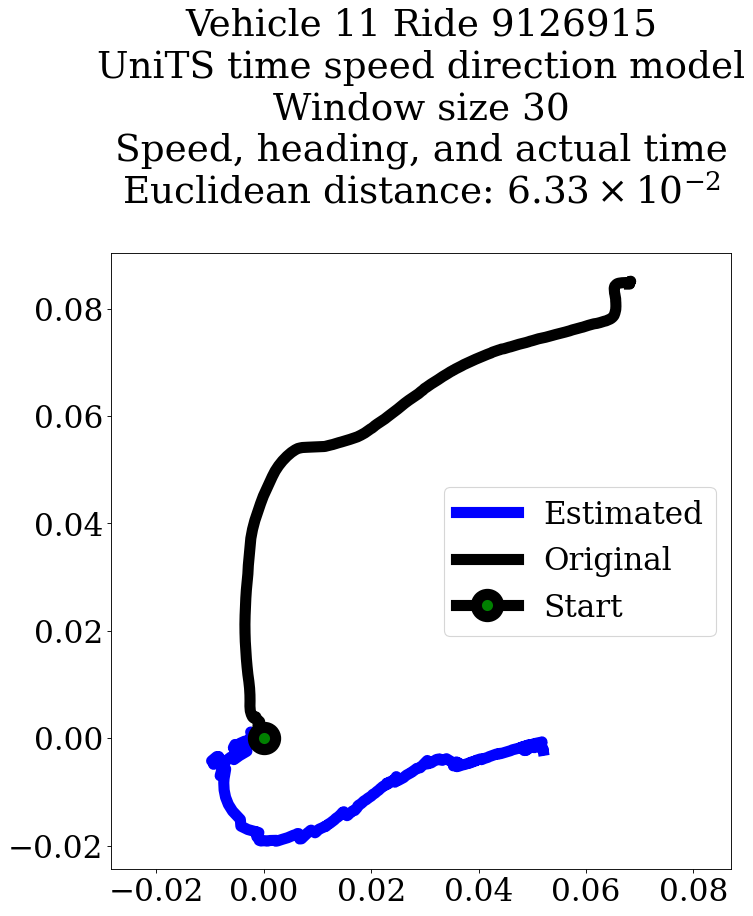 Vehicle 11 Ride 9126915
UniTS time speed direction model
Window size 30
Speed, heading, and actual time
Euclidean distance: 6.33 × 10⁻²
0.08
0.06
0.04
0.02
0.00
−0.02
Estimated
Original
Start
−0.02 0.00 0.02 0.04 0.06 0.08